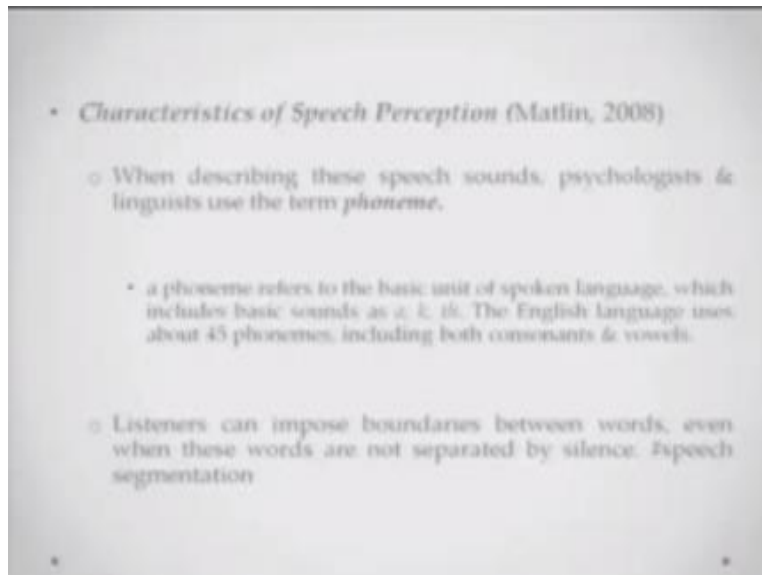 • Characteristics of Speech Perception (Matlin, 2008)
o When describing these speech sounds, psychologists &
linguists use the term phoneme.
• a phoneme refers to the basic unit of spoken language, which
includes basic sounds as a, k, th. The English language uses
about 45 phonemes, including both consonants & vowels.
o Listeners can impose boundaries between words, even
when these words are not separated by silence. #speech
segmentation